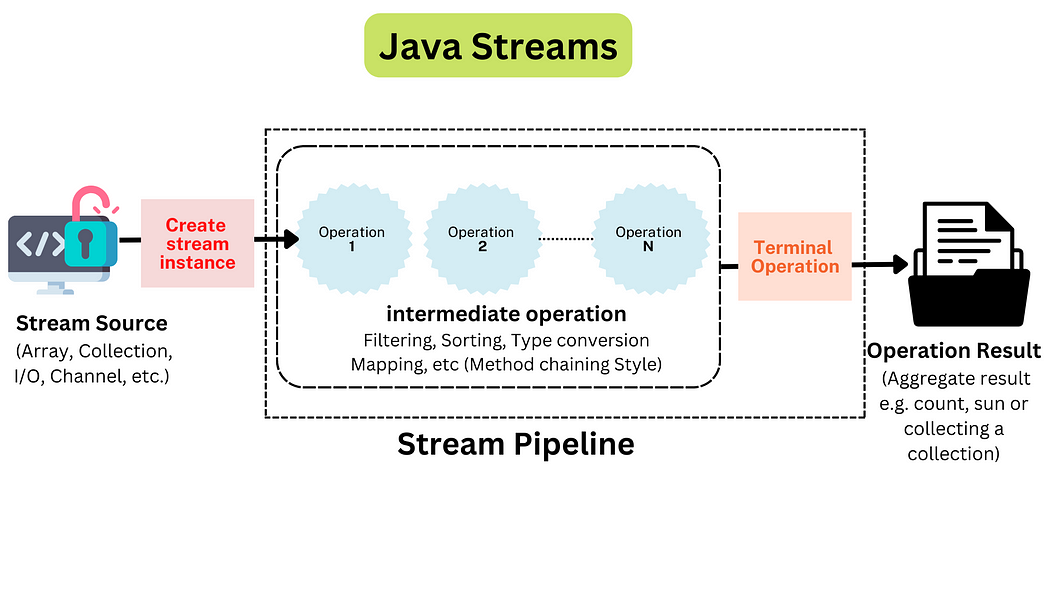 Java Streams
</>
Create
stream
instance
Stream Source
(Array, Collection,
I/O, Channel, etc.)
Operation
1
Operation
2
Operation
N
intermediate operation
Filtering, Sorting, Type conversion
Mapping, etc (Method chaining Style)
Terminal
Operation
Operation Result
(Aggregate result
e.g. count, sun or
collecting a
collection)
Stream Pipeline